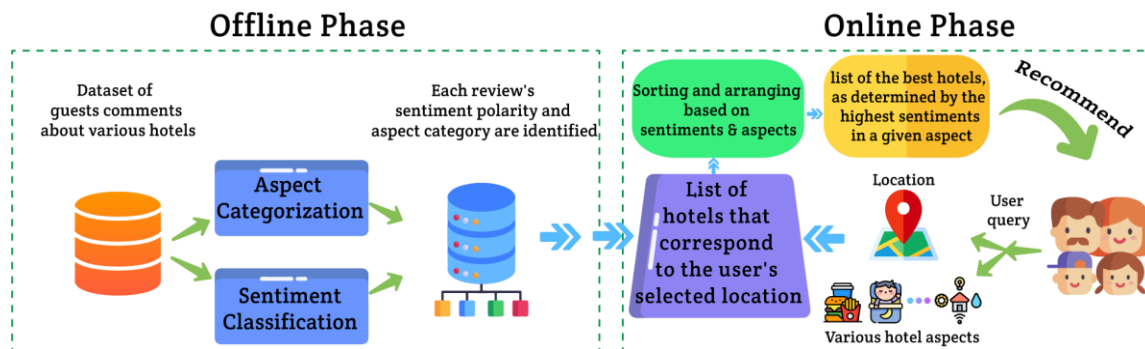 Offline Phase
Dataset of
guests comments
about various hotels
Each review's
sentiment polarity and
aspect category are identified
Aspect
Categorization
Sentiment
Classification
Online Phase
Sorting and arranging
based on
sentiments & aspects
list of the best hotels,
as determined by the
highest sentiments
in a given aspect
Recommend
List of
hotels that
correspond
to the user's
selected location
Location
User
query
Various hotel aspects